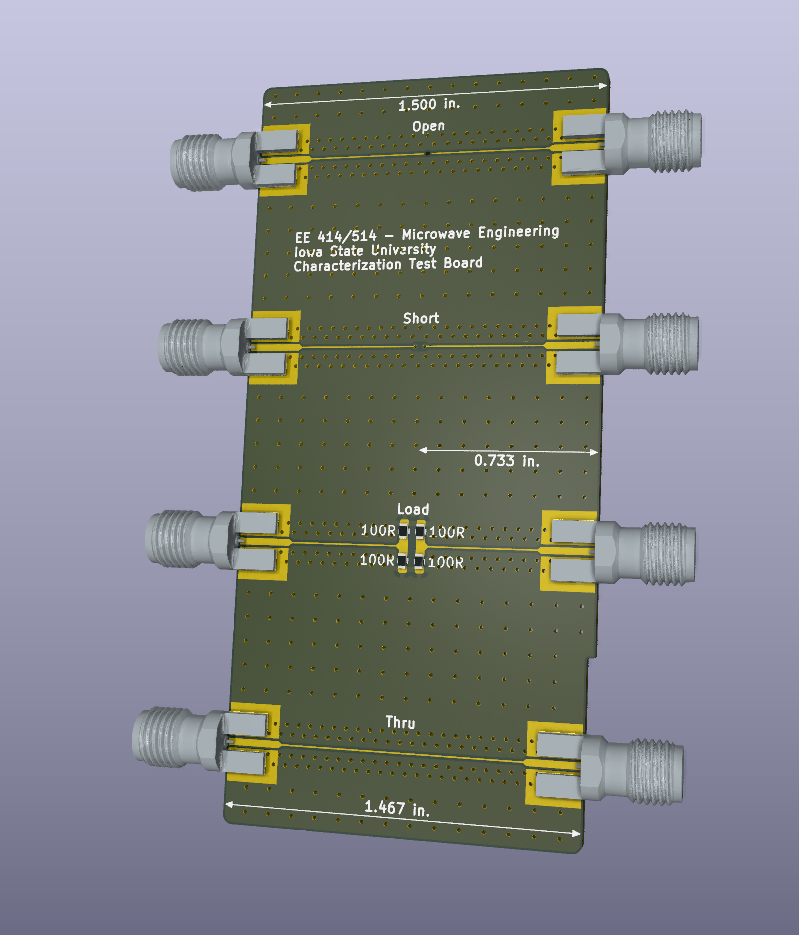 1.500 in.
Open
EE 414/514 – Microwave Engineering
Iowa State University
Characterization Test Board
Short
0.733 in.
Load
100R 100R
100R 100R
Thru
1.467 in.